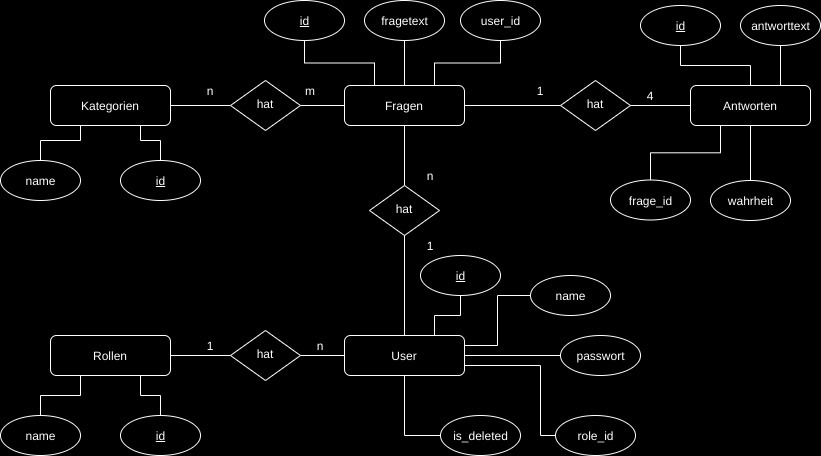 id
fragetext
user_id
id
antworttext
Kategorien
n
hat
m
Fragen
1
hat
4
Antworten
name
id
n
hat
1
frage_id
wahrheit
id
name
Rollen
1
hat
n
User
passwort
name
id
is_deleted
role_id